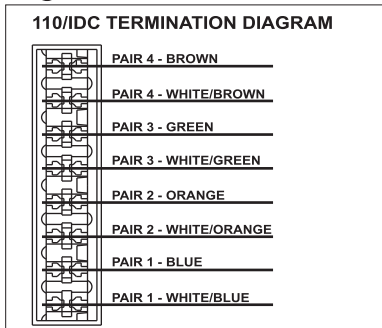 110/IDC TERMINATION DIAGRAM
PAIR 4 - BROWN
PAIR 4 - WHITE/BROWN
PAIR 3 - GREEN
PAIR 3 - WHITE/GREEN
PAIR 2 - ORANGE
PAIR 2 - WHITE/ORANGE
PAIR 1 - BLUE
PAIR 1 - WHITE/BLUE